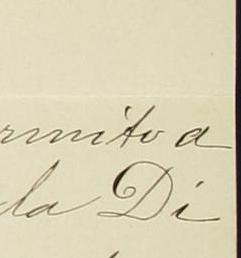 rmito a
la Di